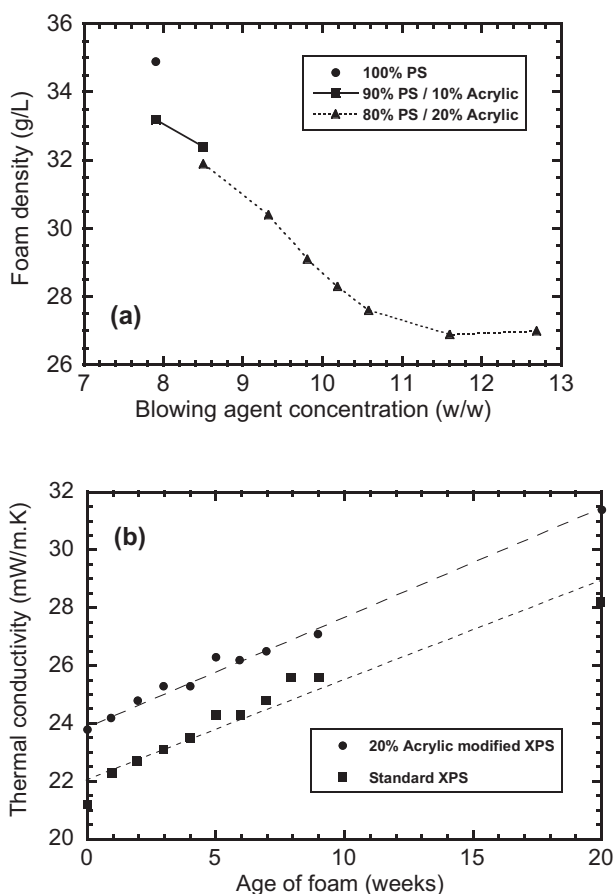 36
34
32
30
28
26
Foam density (g/L)
100% PS
90% PS / 10% Acrylic
80% PS / 20% Acrylic
(a)
7 8 9 10 11 12 13
Blowing agent concentration (w/w)
32
30
28
26
24
22
20
Thermal conductivity (mW/m.K)
(b)
20% Acrylic modified XPS
Standard XPS
0 5 10 15 20
Age of foam (weeks)